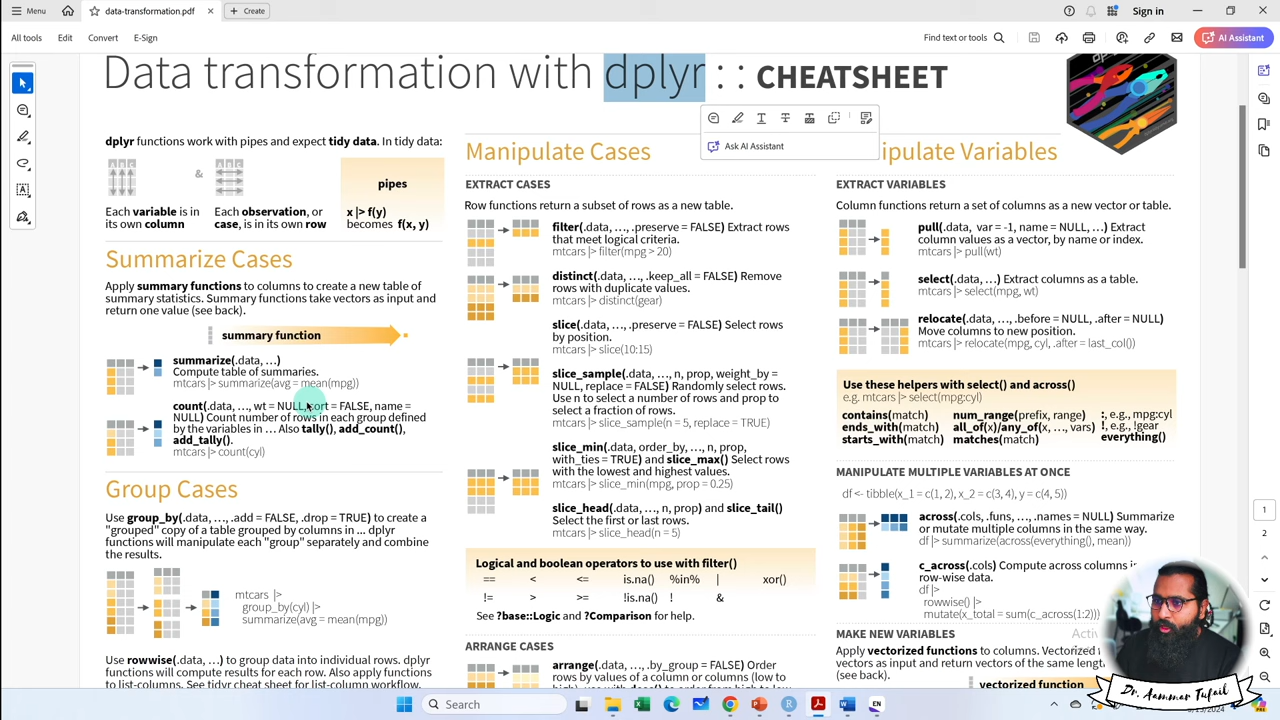 Menu
data-transformation.pdf
Create
Sign in
All tools
Edit
Convert
E-Sign
Find text or tools
AI Assistant
Data transformation with dplyr : : CHEATSHEET
Ask AI Assistant
dplyr functions work with pipes and expect tidy data. In tidy data:
A B C
&
A B C
pipes
Each variable is in
its own column
Each observation, or
case, is in its own row
x |> f(y)
becomes f(x, y)
Summarize Cases
Apply summary functions to columns to create a new table of
summary statistics. Summary functions take vectors as input and
return one value (see back).
summary function
summarize(.data, …)
Compute table of summaries.
mtcars |> summarize(avg = mean(mpg))
count(.data, …, wt = NULL, sort = FALSE, name =
NULL) Count number of rows in each group defined
by the variables in … Also tally(), add_count(),
add_tally().
mtcars |> count(cyl)
Group Cases
Use group_by(.data, …, .add = FALSE, .drop = TRUE) to create a
"grouped" copy of a table grouped by columns in ... dplyr
functions will manipulate each "group" separately and combine
the results.
mtcars |>
group_by(cyl) |>
summarize(avg = mean(mpg))
Use rowwise(.data, …) to group data into individual rows. dplyr
functions will compute results for each row. Also apply functions
to list-columns. See tidyr cheat sheet for list-column workflow.
Manipulate Cases
EXTRACT CASES
Row functions return a subset of rows as a new table.
filter(.data, …, .preserve = FALSE) Extract rows
that meet logical criteria.
mtcars |> filter(mpg > 20)
distinct(.data, …, .keep_all = FALSE) Remove
rows with duplicate values.
mtcars |> distinct(gear)
slice(.data, …, .preserve = FALSE) Select rows
by position.
mtcars |> slice(10:15)
slice_sample(.data, …, n, prop, weight_by =
NULL, replace = FALSE) Randomly select rows.
Use n to select a number of rows and prop to
select a fraction of rows.
mtcars |> slice_sample(n = 5, replace = TRUE)
slice_min(.data, order_by, …, n, prop,
with_ties = TRUE) and slice_max() Select rows
with the lowest and highest values.
mtcars |> slice_min(mpg, prop = 0.25)
slice_head(.data, …, n, prop) and slice_tail()
Select the first or last rows.
mtcars |> slice_head(n = 5)
Logical and boolean operators to use with filter()
== < <= is.na() %in% | xor()
!= > >= !is.na() ! &
See ?base::Logic and ?Comparison for help.
ARRANGE CASES
arrange(.data, …, .by_group = FALSE) Order
rows by values of a column or columns (low to
ipulate Variables
EXTRACT VARIABLES
Column functions return a set of columns as a new vector or table.
pull(.data, var = -1, name = NULL, …) Extract
column values as a vector, by name or index.
mtcars |> pull(wt)
select(.data, …) Extract columns as a table.
mtcars |> select(mpg, wt)
relocate(.data, …, .before = NULL, .after = NULL)
Move columns to new position.
mtcars |> relocate(mpg, cyl, .after = last_col())
Use these helpers with select() and across()
e.g. mtcars |> select(mpg:cyl)
contains(match) num_range(prefix, range) :, e.g., mpg:cyl
ends_with(match) all_of(x)/any_of(x, …, vars) !, e.g., !gear
starts_with(match) matches(match) everything()
MANIPULATE MULTIPLE VARIABLES AT ONCE
df <- tibble(x_1 = c(1, 2), x_2 = c(3, 4), y = c(4, 5))
across(.cols, .funs, …, .names = NULL) Summarize
or mutate multiple columns in the same way.
df |> summarize(across(everything(), mean))
c_across(.cols) Compute across columns
row-wise data.
df |>
rowwise() |>
mutate(x_total = sum(c_across(1:2)))
MAKE NEW VARIABLES
Apply vectorized functions to columns. Vectorized
vectors as input and return vectors of the same
(see back).
vectorized function
1
2
Dr. Aammar Tufail
Search